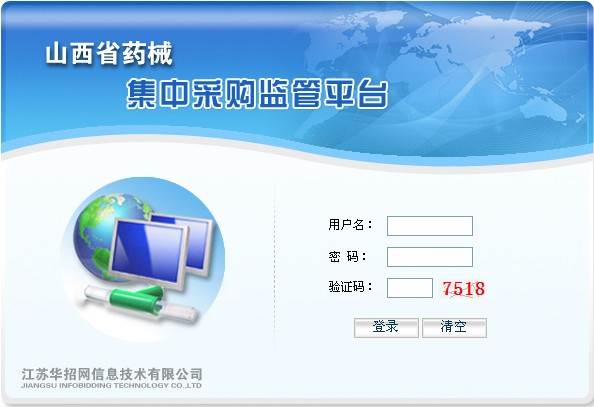 山西省药械
集中采购监管平台
用户名：
密 码：
验证码： 7518
登录 清空
江苏华招网信息技术有限公司
JIANGSU INFOBIDDING TECHNOLOGY CO.,LTD